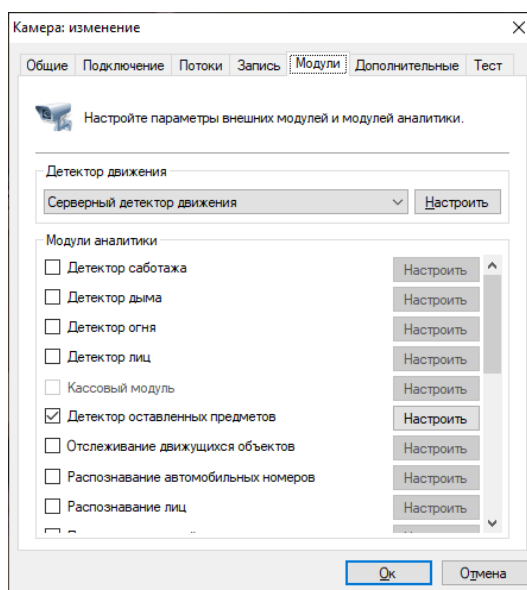 Камера: изменение
Общие Подключение Потоки Запись Модули Дополнительные Тест
Настройте параметры внешних модулей и модулей аналитики.
Детектор движения
Серверный детектор движения Настроить
Модули аналитики
Детектор саботажа Настроить
Детектор дыма Настроить
Детектор огня Настроить
Детектор лиц Настроить
Кассовый модуль Настроить
Детектор оставленных предметов Настроить
Отслеживание движущихся объектов Настроить
Распознавание автомобильных номеров Настроить
Распознавание лиц Настроить
Ок Отмена